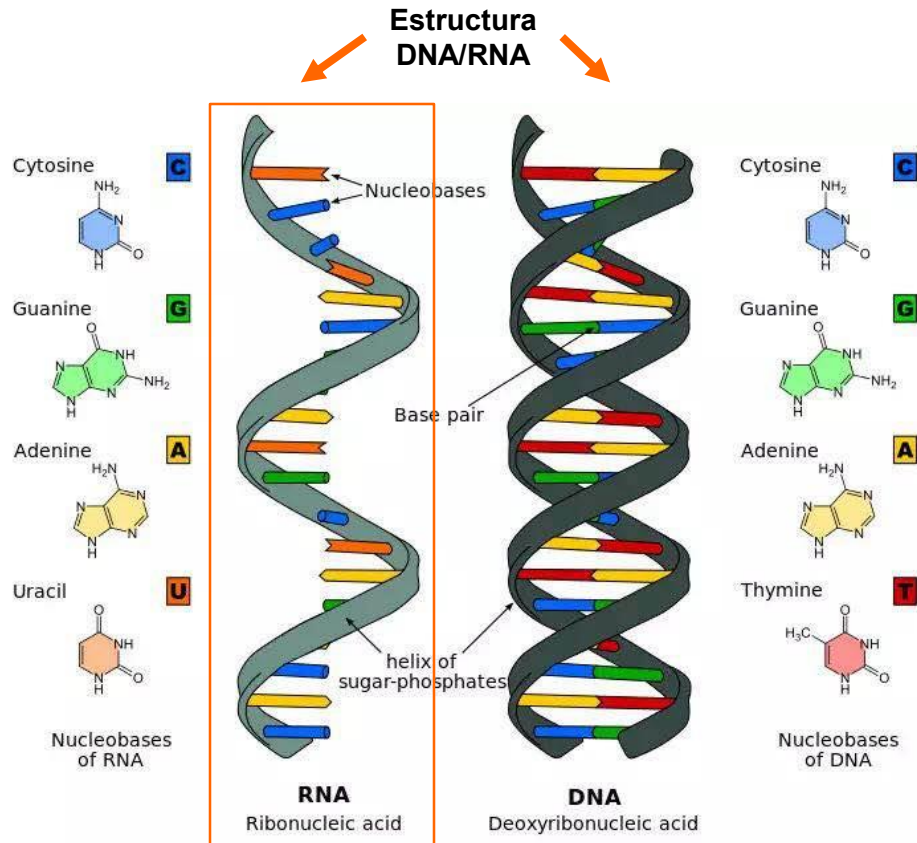 Estructura
DNA/RNA
Cytosine
C
NH₂
N
N
H
O
Guanine
G
O
N
NH
N
H
N
NH₂
Adenine
A
H₂N
N
N
N
H
N
Uracil
U
O
NH
N
H
O
Nucleobases
of RNA
Nucleobases
Base pair
helix of
sugar-phosphates
RNA
Ribonucleic acid
DNA
Deoxyribonucleic acid
Cytosine
C
NH₂
N
N
H
O
Guanine
G
O
N
NH
N
H
N
NH₂
Adenine
A
H₂N
N
N
N
H
N
Thymine
T
O
H₃C
NH
N
H
O
Nucleobases
of DNA